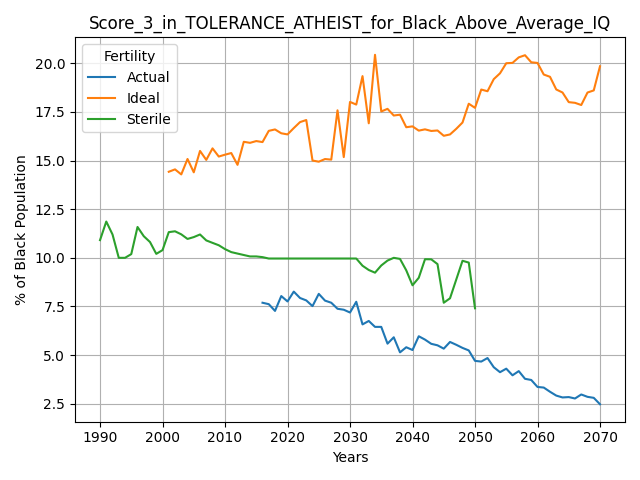 Score_3_in_TOLERANCE_ATHEIST_for_Black_Above_Average_IQ
Fertility
Actual
Ideal
Sterile
% of Black Population
20.0
17.5
15.0
12.5
10.0
7.5
5.0
2.5
1990 2000 2010 2020 2030 2040 2050 2060 2070
Years